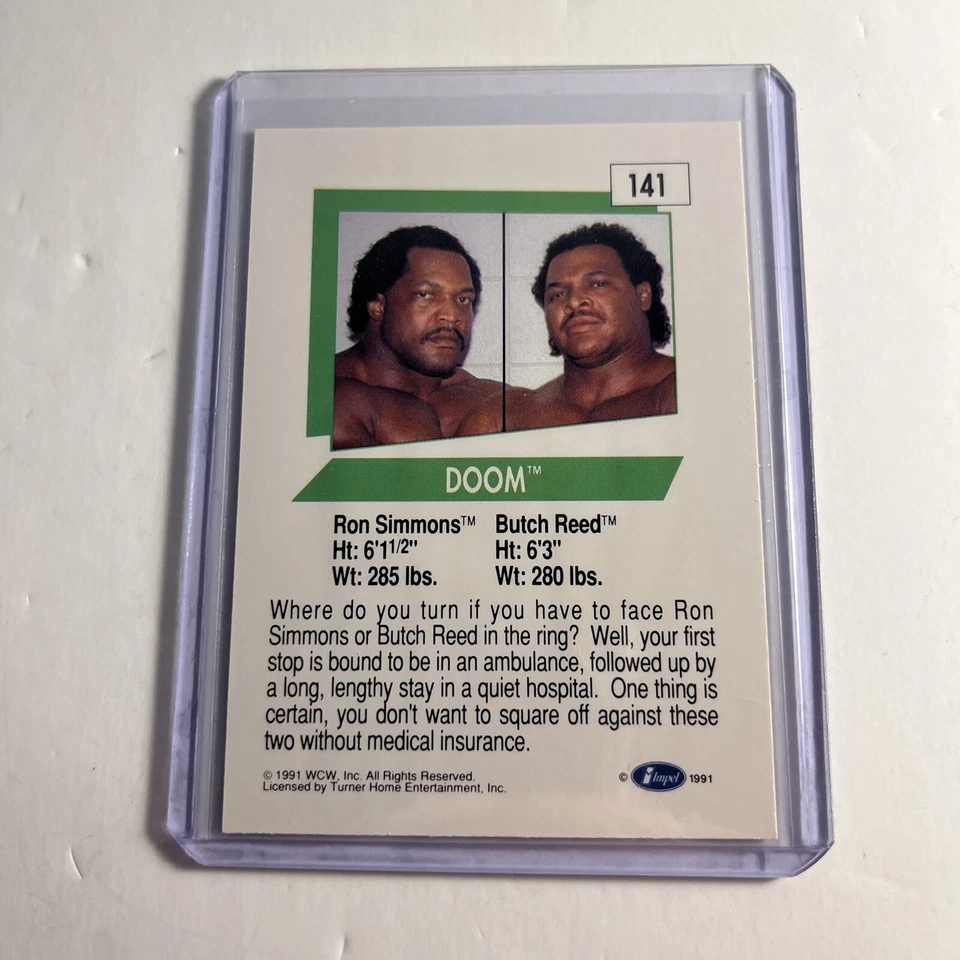 141
DOOM™
Ron Simmons™ Butch Reed™
Ht: 6'1 1/2" Ht: 6'3"
Wt: 285 lbs. Wt: 280 lbs.
Where do you turn if you have to face Ron
Simmons or Butch Reed in the ring? Well, your first
stop is bound to be in an ambulance, followed up by
a long, lengthy stay in a quiet hospital. One thing is
certain, you don't want to square off against these
two without medical insurance.
© 1991 WCW, Inc. All Rights Reserved.
Licensed by Turner Home Entertainment, Inc.
© impel 1991